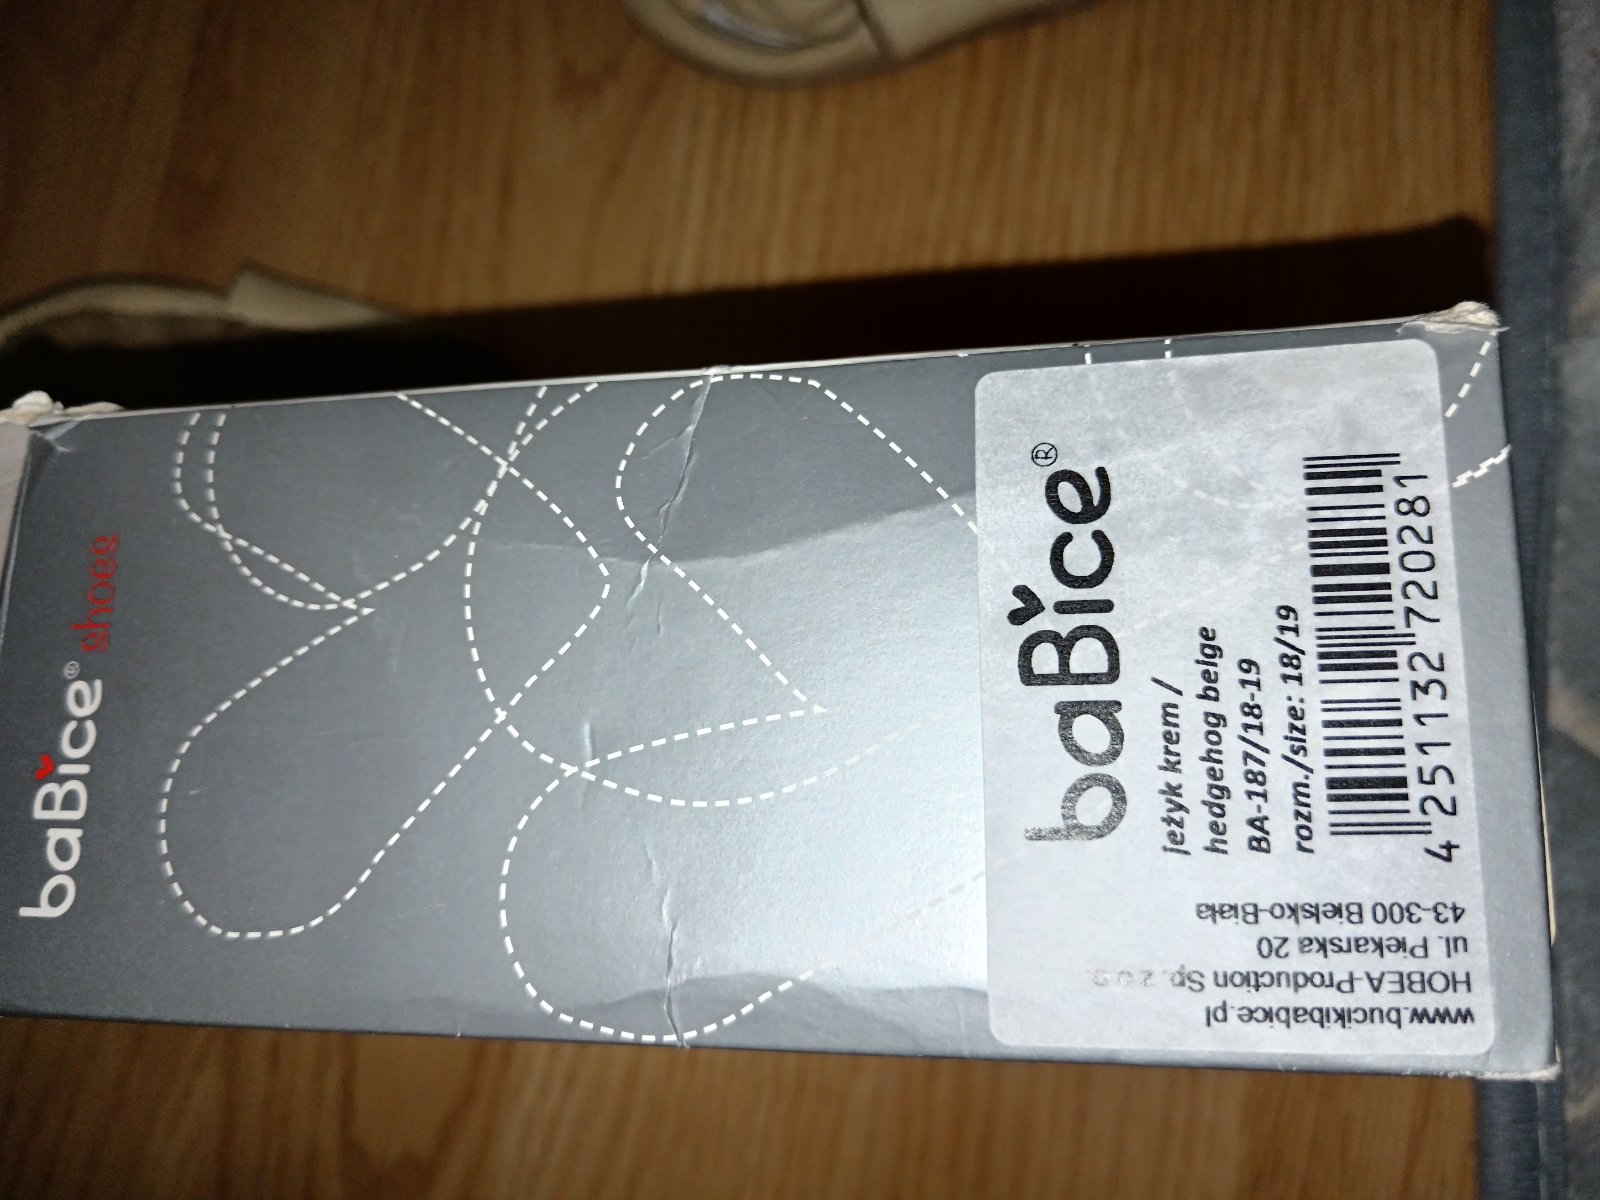 baBice® shoes
baBice®
jeżyk krem /
hedgehog beige
BA-187/18-19
rozm./size: 18/19
4 251132 720281
www.bucikibabice.pl
HOBEA-Production Sp. z o.o.
ul. Piekarska 20
43-300 Bielsko-Biała